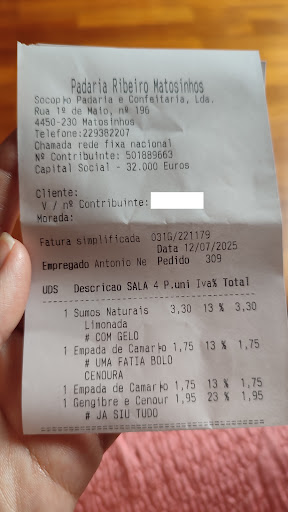 Padaria Ribeiro Matosinhos
Socopão Padaria e Confeitaria, Lda.
Rua 1º de Maio, nº 196
4450-230 Matosinhos
Telefone:229382207
Chamada rede fixa nacional
Nº Contribuinte: 501889663
Capital Social - 32.000 Euros
Cliente:
V / nº Contribuinte:
Morada:
Fatura simplificada 031G/221179
Data 12/07/2025
Empregado Antonio Ne Pedido 309
UDS Descricao SALA 4 P.uni Iva% Total
1 Sumos Naturais 3,30 13 % 3,30
Limonada
# COM GELO
1 Empada de Camarão 1,75 13 % 1,75
# UMA FATIA BOLO
CENOURA
1 Empada de Camarão 1,75 13 % 1,75
1 Gengibre e Cenour 1,95 23 % 1,95
# JA SIU TUDO